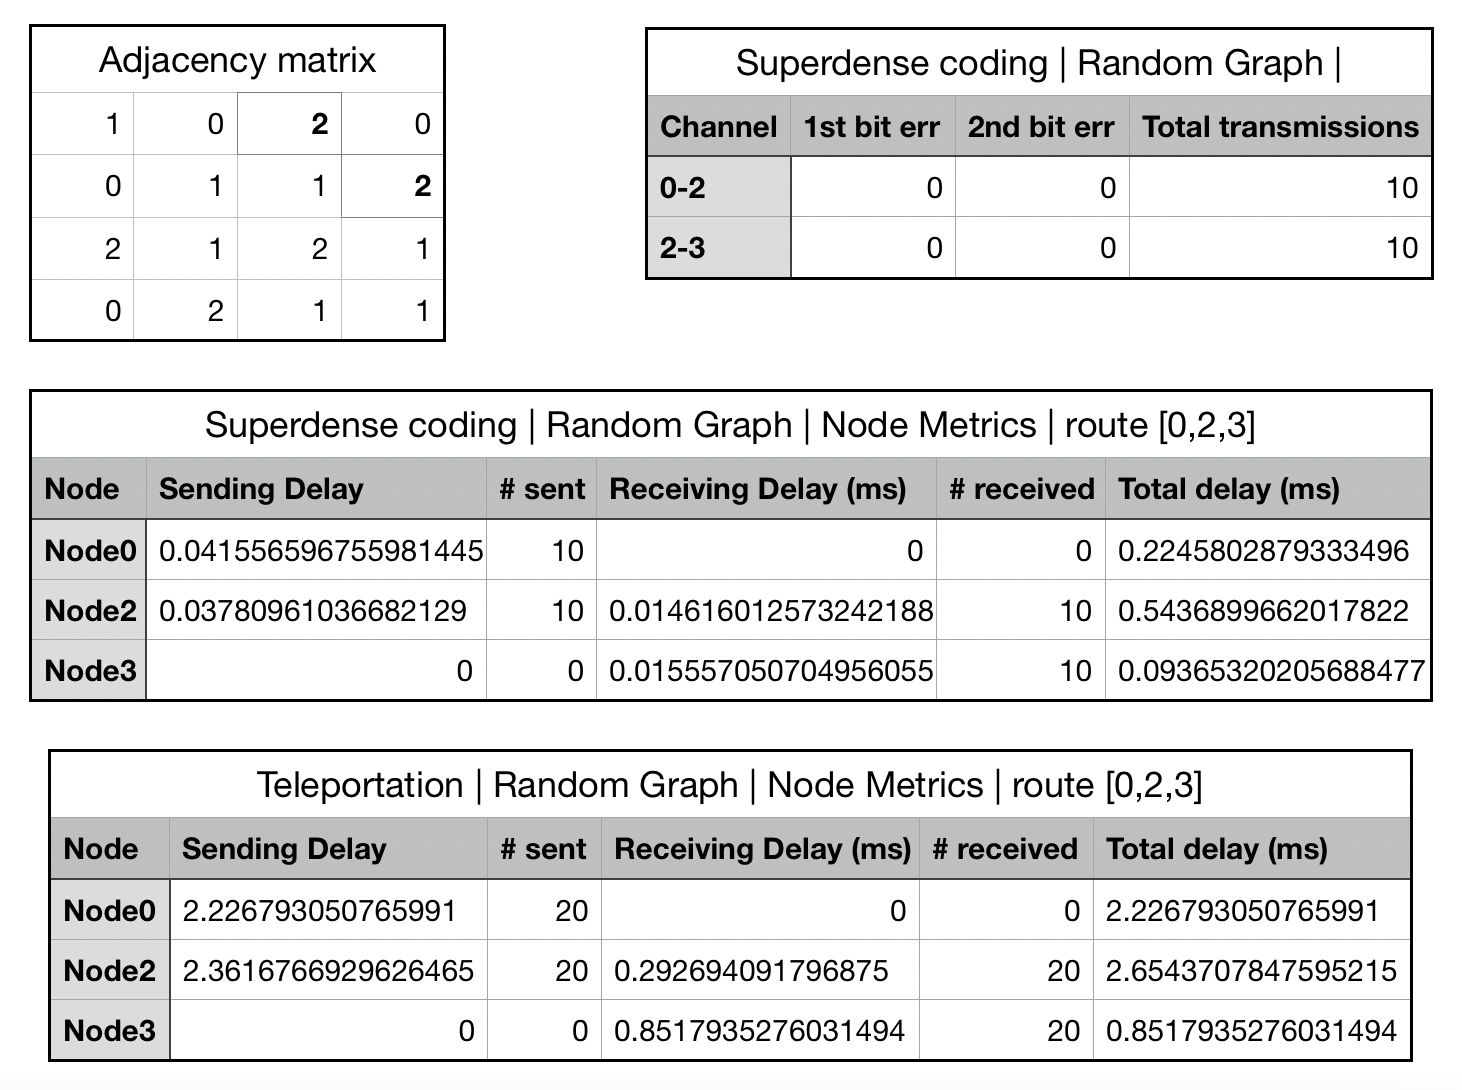 Adjacency matrix
1 0 2 0
0 1 1 2
2 1 2 1
0 2 1 1
Superdense coding | Random Graph |
Channel 1st bit err 2nd bit err Total transmissions
0-2 0 0 10
2-3 0 0 10
Superdense coding | Random Graph | Node Metrics | route [0,2,3]
Node Sending Delay # sent Receiving Delay (ms) # received Total delay (ms)
Node0 0.041556596755981445 10 0 0 0.2245802879333496
Node2 0.03780961036682129 10 0.014616012573242188 10 0.5436899662017822
Node3 0 0 0.015557050704956055 10 0.09365320205688477
Teleportation | Random Graph | Node Metrics | route [0,2,3]
Node Sending Delay # sent Receiving Delay (ms) # received Total delay (ms)
Node0 2.226793050765991 20 0 0 2.226793050765991
Node2 2.3616766929626465 20 0.292694091796875 20 2.6543707847595215
Node3 0 0 0.8517935276031494 20 0.8517935276031494